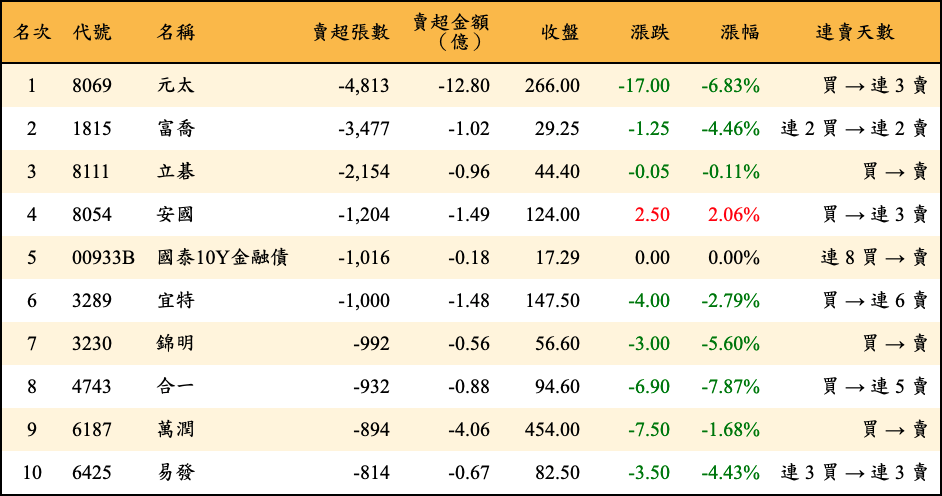 名次 代號 名稱 賣超張數 賣超金額（億） 收盤 漲跌 漲幅 連賣天數
1 8069 元太 -4,813 -12.80 266.00 -17.00 -6.83% 買 → 連 3 賣
2 1815 富喬 -3,477 -1.02 29.25 -1.25 -4.46% 連 2 買 → 連 2 賣
3 8111 立碁 -2,154 -0.96 44.40 -0.05 -0.11% 買 → 賣
4 8054 安國 -1,204 -1.49 124.00 2.50 2.06% 買 → 連 3 賣
5 00933B 國泰10Y金融債 -1,016 -0.18 17.29 0.00 0.00% 連 8 買 → 賣
6 3289 宜特 -1,000 -1.48 147.50 -4.00 -2.79% 買 → 連 6 賣
7 3230 錦明 -992 -0.56 56.60 -3.00 -5.60% 買 → 賣
8 4743 合一 -932 -0.88 94.60 -6.90 -7.87% 買 → 連 5 賣
9 6187 萬潤 -894 -4.06 454.00 -7.50 -1.68% 買 → 賣
10 6425 易發 -814 -0.67 82.50 -3.50 -4.43% 連 3 買 → 連 3 賣